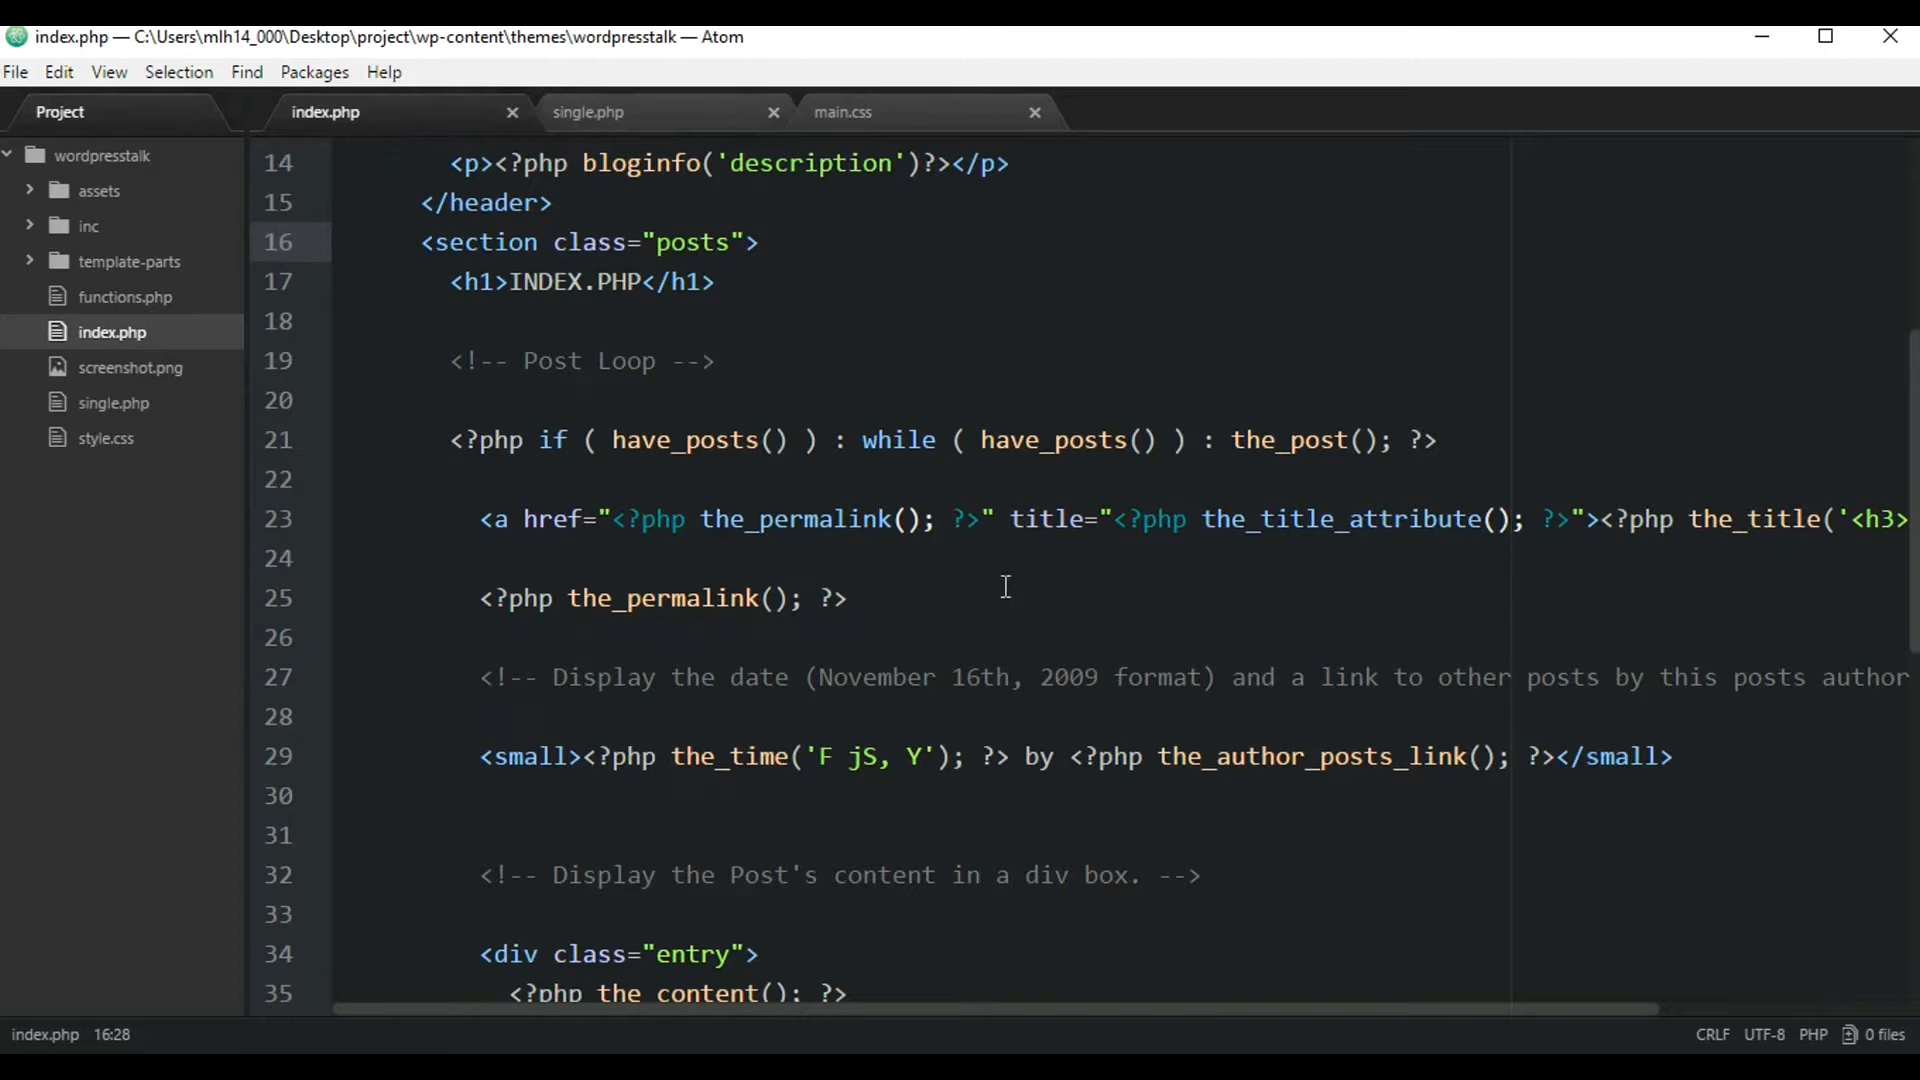 index.php — C:\Users\mlh14_000\Desktop\project\wp-content\themes\wordpresstalk — Atom
File Edit View Selection Find Packages Help
Project
index.php
single.php
main.css
wordpresstalk
assets
inc
template-parts
functions.php
index.php
screenshot.png
single.php
style.css
14 <p><?php bloginfo('description')?></p>
15 </header>
16 <section class="posts">
17 <h1>INDEX.PHP</h1>
18
19 <!-- Post Loop -->
20
21 <?php if ( have_posts() ) : while ( have_posts() ) : the_post(); ?>
22
23 <a href="<?php the_permalink(); ?>" title="<?php the_title_attribute(); ?>"><?php the_title('<h3>
24
25 <?php the_permalink(); ?>
26
27 <!-- Display the date (November 16th, 2009 format) and a link to other posts by this posts author
28
29 <small><?php the_time('F jS, Y'); ?> by <?php the_author_posts_link(); ?></small>
30
31
32 <!-- Display the Post's content in a div box. -->
33
34 <div class="entry">
35 <?php the_content(); ?>
index.php 16:28
CRLF UTF-8 PHP 0 files